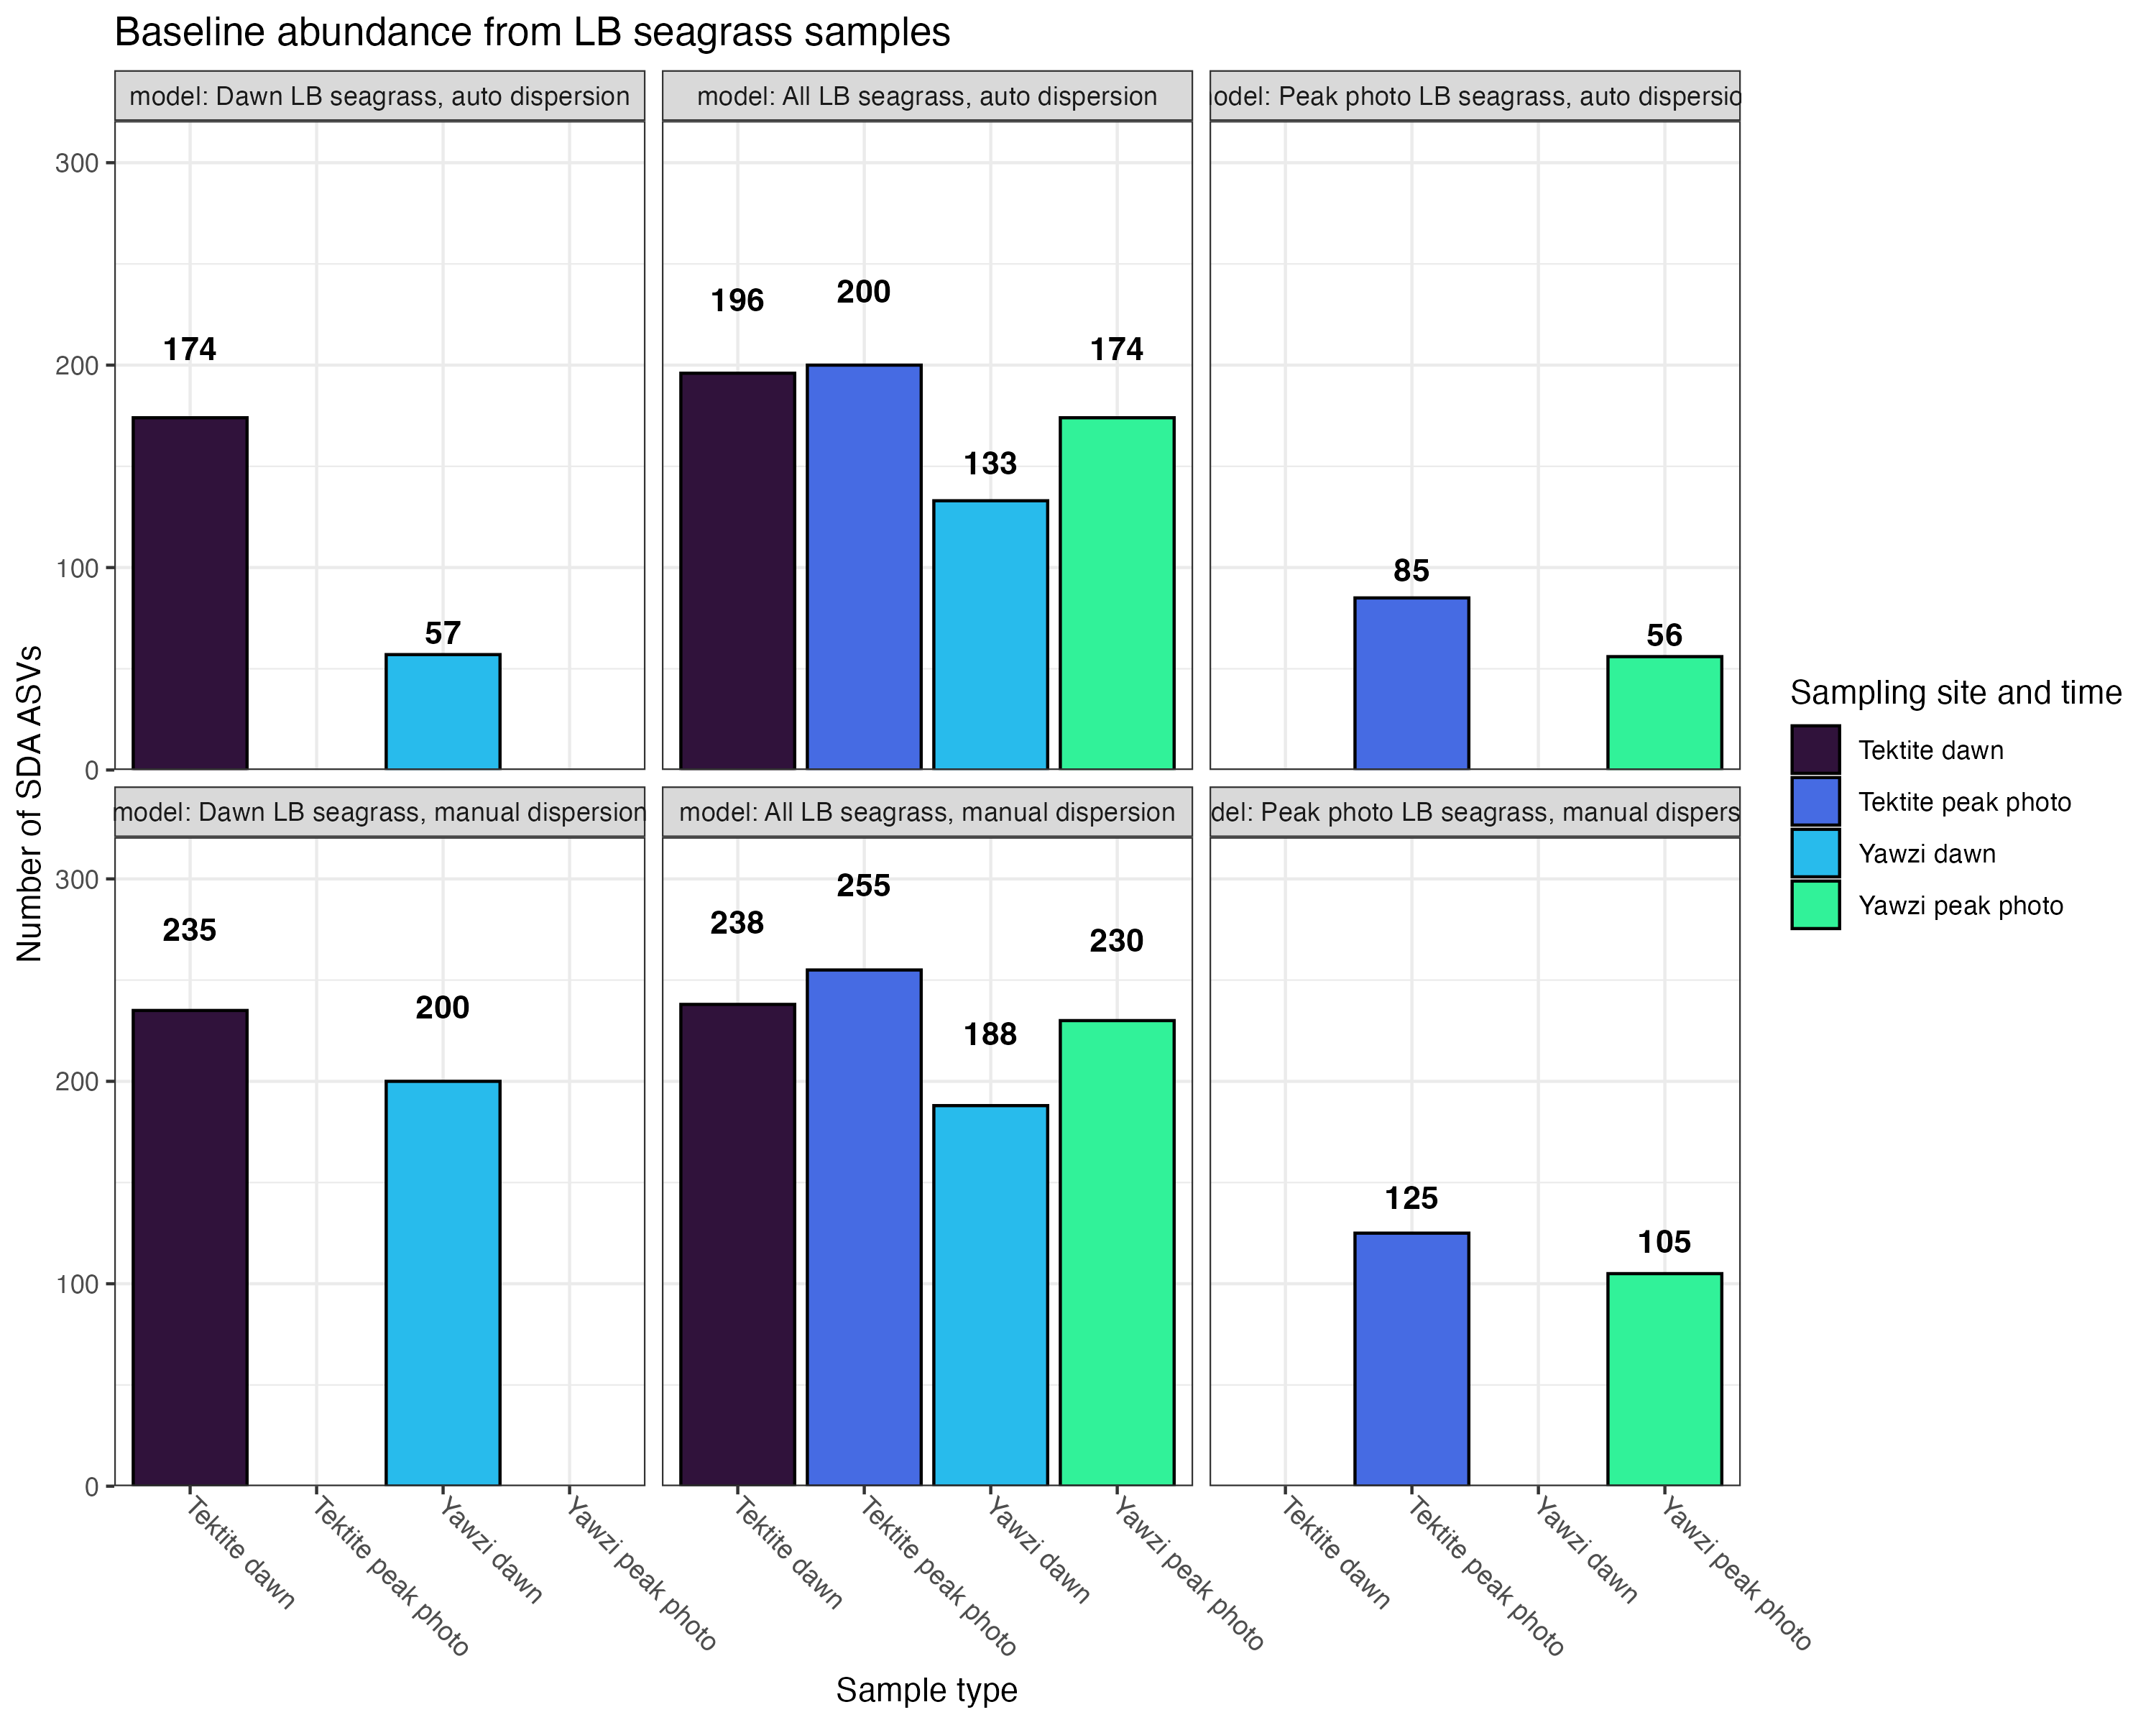 Baseline abundance from LB seagrass samples
model: Dawn LB seagrass, auto dispersion
model: All LB seagrass, auto dispersion
odel: Peak photo LB seagrass, auto dispersio
300
200
100
0
174
57
196
200
133
174
85
56
model: Dawn LB seagrass, manual dispersion
model: All LB seagrass, manual dispersion
del: Peak photo LB seagrass, manual dispers
300
200
100
0
235
200
238
255
188
230
125
105
Tektite dawn
Tektite peak photo
Yawzi dawn
Yawzi peak photo
Tektite dawn
Tektite peak photo
Yawzi dawn
Yawzi peak photo
Tektite dawn
Tektite peak photo
Yawzi dawn
Yawzi peak photo
Sample type
Number of SDA ASVs
Sampling site and time
Tektite dawn
Tektite peak photo
Yawzi dawn
Yawzi peak photo